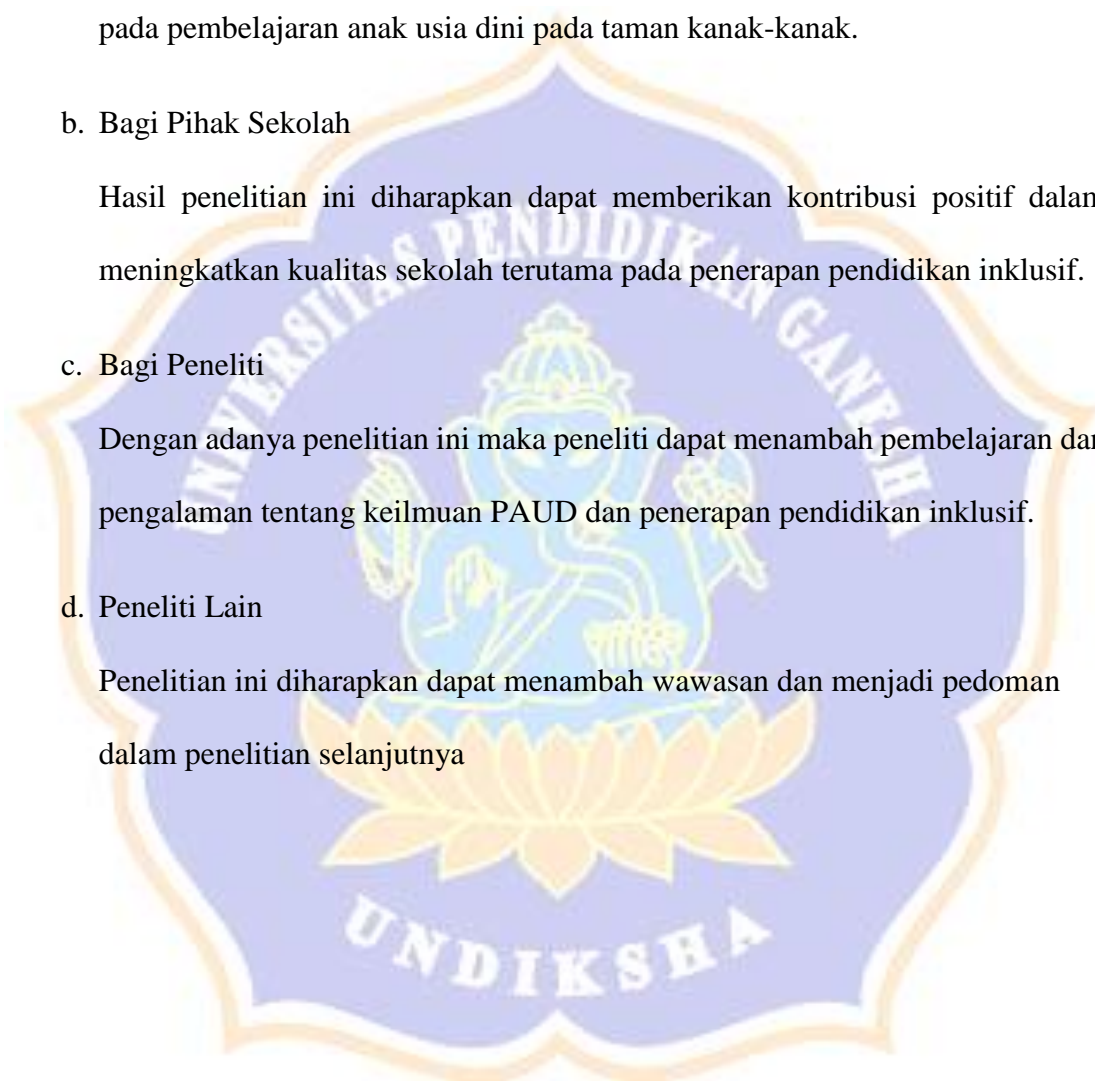 pada pembelajaran anak usia dini pada taman kanak-kanak.
b. Bagi Pihak Sekolah
Hasil penelitian ini diharapkan dapat memberikan kontribusi positif dalam
meningkatkan kualitas sekolah terutama pada penerapan pendidikan inklusif.
c. Bagi Peneliti
Dengan adanya penelitian ini maka peneliti dapat menambah pembelajaran dan
pengalaman tentang keilmuan PAUD dan penerapan pendidikan inklusif.
d. Peneliti Lain
Penelitian ini diharapkan dapat menambah wawasan dan menjadi pedoman
dalam penelitian selanjutnya
UNIVERSITAS PENDIDIKAN GANESHA
UNDIKSHA